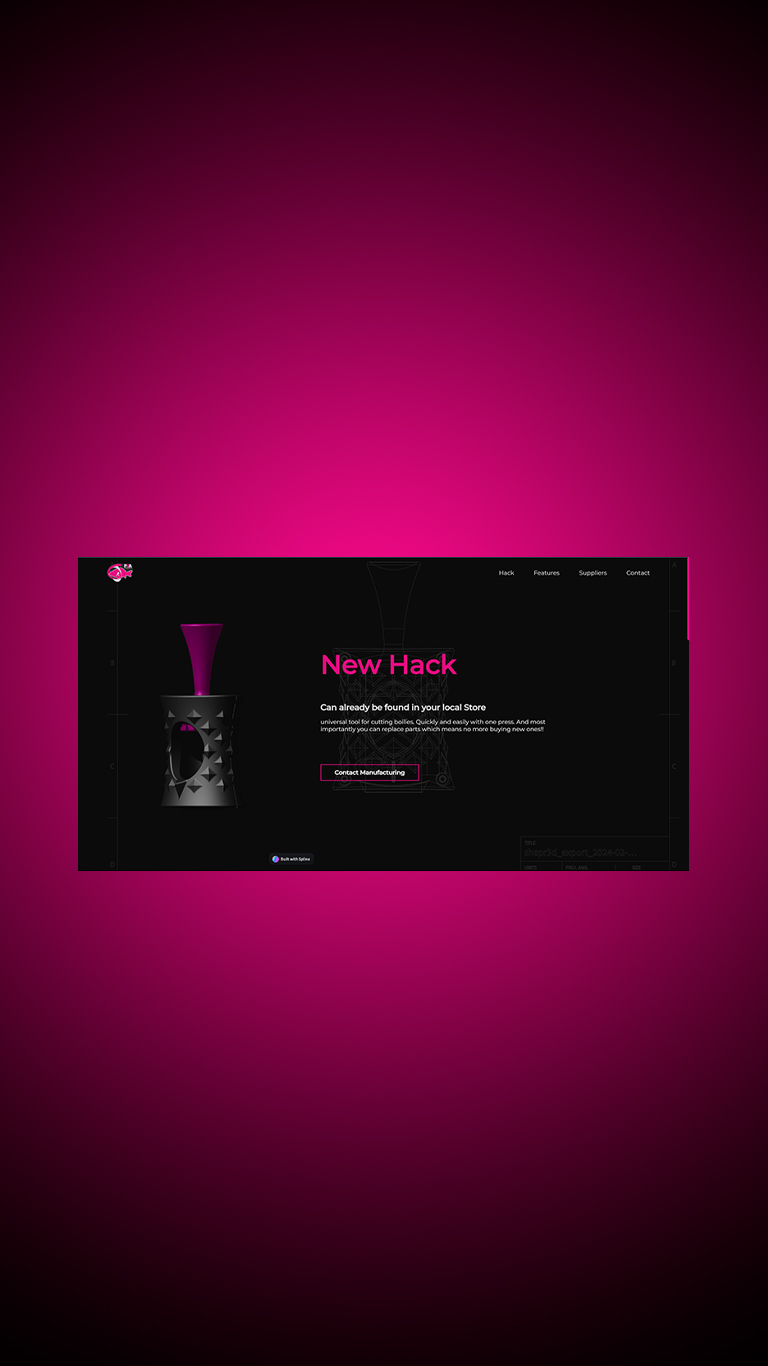 Hack Features Suppliers Contact
A
New Hack
B B
Can already be found in your local Store
universal tool for cutting boilies. Quickly and easily with one press. And most
importantly you can replace parts which means no more buying new ones!!
C C
Contact Manufacturing
Built with Spline
shapr3d_export_2024-02-...
D D